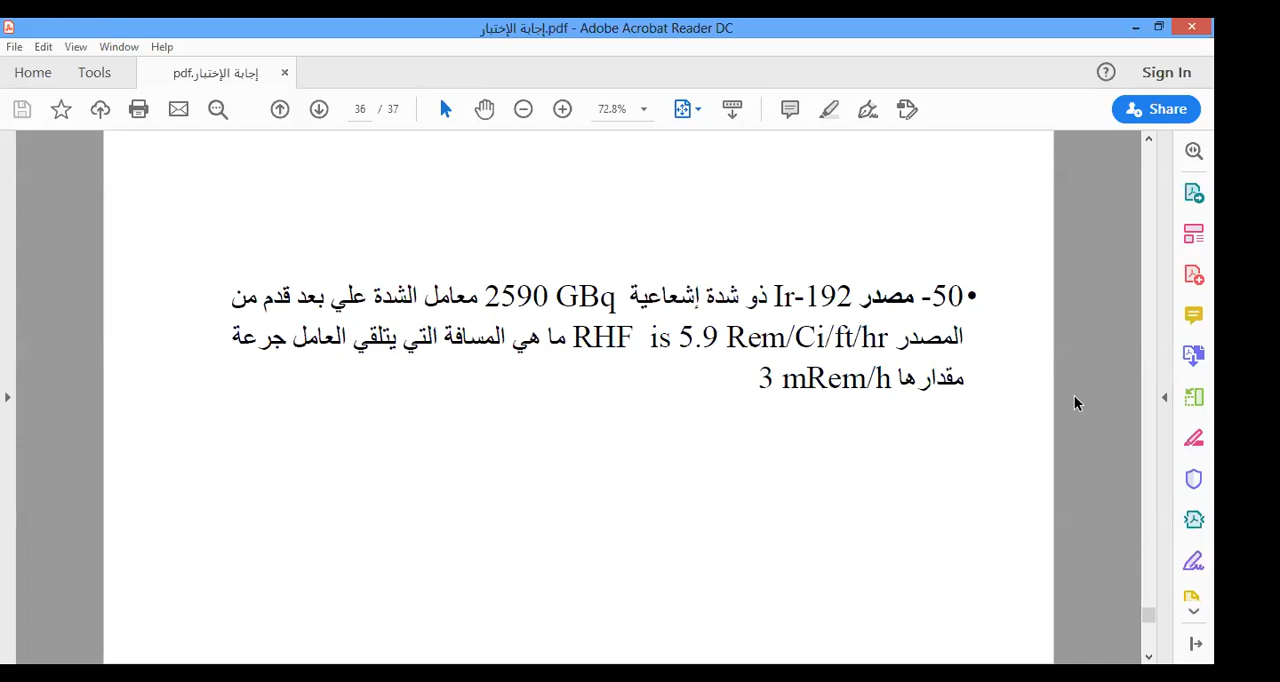 إجابة الإختبار.pdf - Adobe Acrobat Reader DC
File Edit View Window Help
Home Tools إجابة الإختبار.pdf × Sign In
36 / 37 72.8% Share
•50- مصدر Ir-192 ذو شدة إشعاعية 2590 GBq معامل الشدة علي بعد قدم من
المصدر RHF is 5.9 Rem/Ci/ft/hr ما هي المسافة التي يتلقي العامل جرعة
مقدارها 3 mRem/h